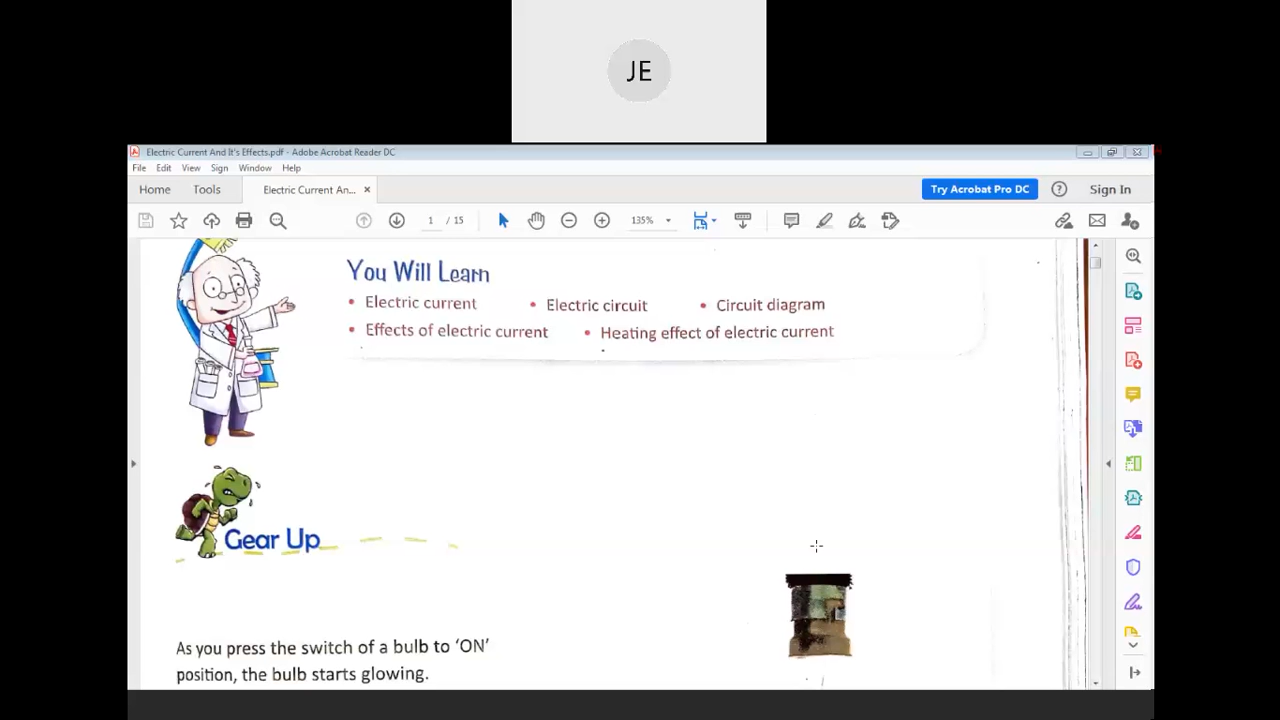 JE
Electric Current And It's Effects.pdf - Adobe Acrobat Reader DC
File Edit View Sign Window Help
Home Tools Electric Current An... × Try Acrobat Pro DC Sign In
1 / 15 135%
You Will Learn
• Electric current • Electric circuit • Circuit diagram
• Effects of electric current • Heating effect of electric current
Gear Up
As you press the switch of a bulb to ‘ON’
position, the bulb starts glowing.